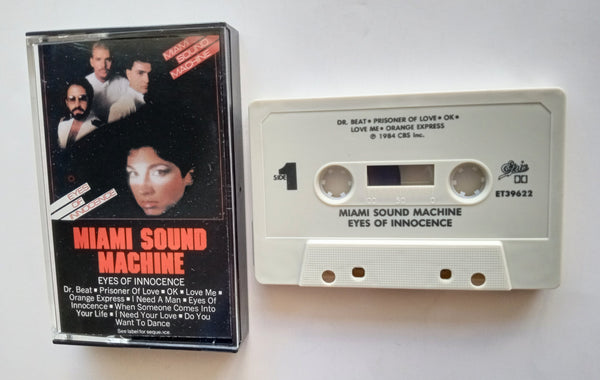 MIAMI
SOUND
MACHINE
EYES
OF
INNOCENCE
MIAMI SOUND
MACHINE
EYES OF INNOCENCE
Dr. Beat ■ Prisoner Of Love ■ OK ■ Love Me ■
Orange Express ■ I Need A Man ■ Eyes Of
Innocence ■ When Someone Comes Into
Your Life ■ I Need Your Love ■ Do You
Want To Dance
See label for sequence.
DR. BEAT • PRISONER OF LOVE • OK •
LOVE ME • ORANGE EXPRESS
℗ 1984 CBS Inc.
SIDE 1
Epic
ET39622
100 50 0
MIAMI SOUND MACHINE
EYES OF INNOCENCE